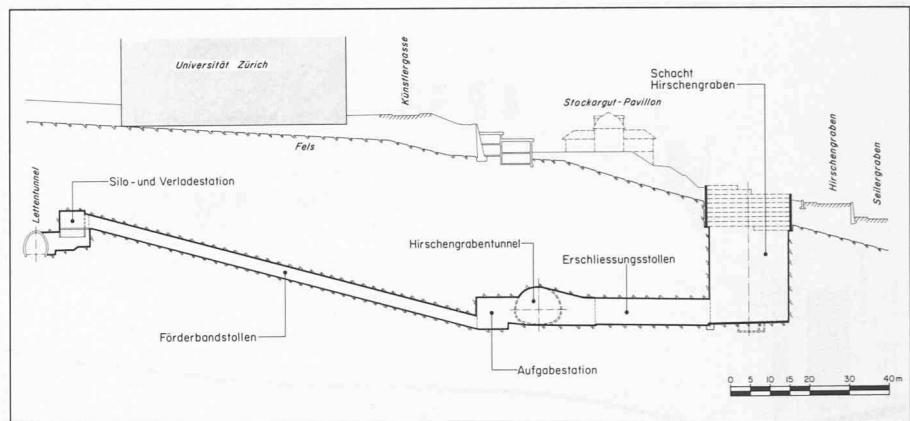 Universität Zürich
Künstlergasse
Stockargut-Pavillon
Schacht
Hirschengraben
Hirschengraben
Seilergraben
Fels
Lettentunnel
Silo- und Verladestation
Hirschengrabentunnel
Erschliessungsstollen
Förderbandstollen
Aufgabestation
0 5 10 15 20 30 40 m